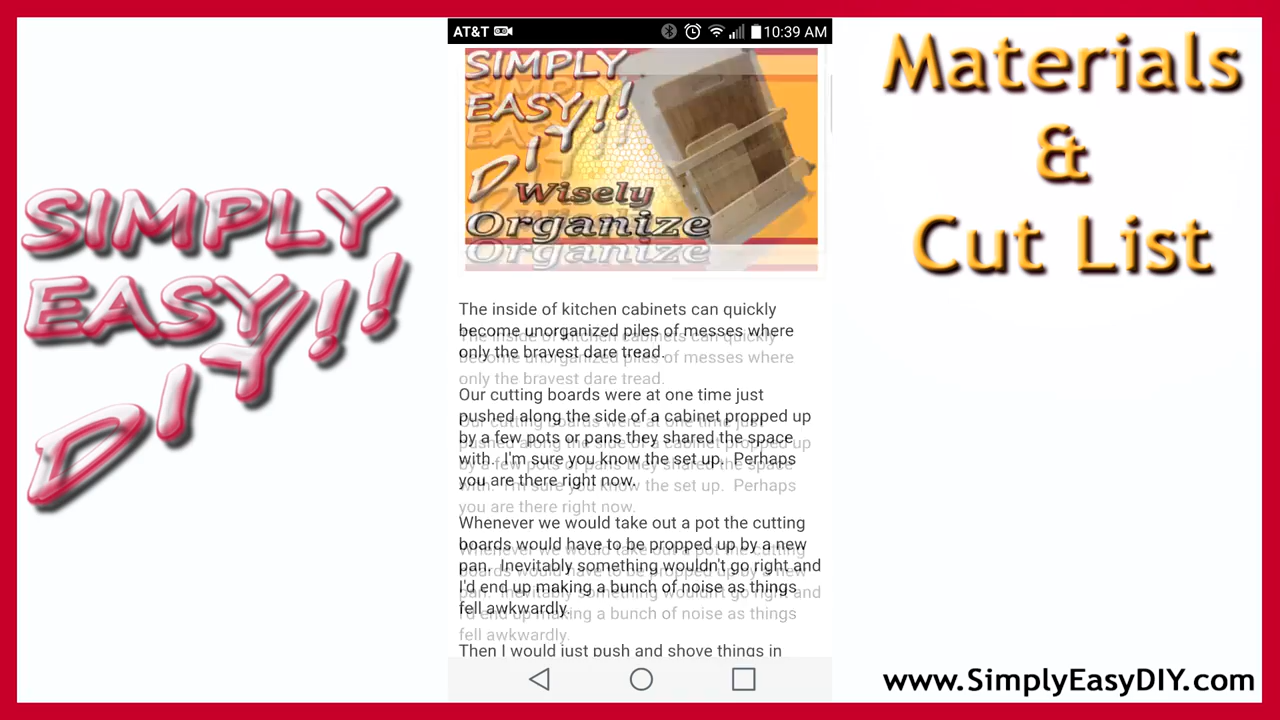 SIMPLY
EASY
DIY!!
AT&T
10:39 AM
SIMPLY
EASY!!
DIY
Wisely
Organize
The inside of kitchen cabinets can quickly
become unorganized piles of messes where
only the bravest dare tread.
Our cutting boards were at one time just
pushed along the side of a cabinet propped up
by a few pots or pans they shared the space
with.  I'm sure you know the set up.  Perhaps
you are there right now.
Whenever we would take out a pot the cutting
boards would have to be propped up by a new
pan.  Inevitably something wouldn't go right and
I'd end up making a bunch of noise as things
fell awkwardly.
Then I would just push and shove things in
Materials
&
Cut List
www.SimplyEasyDIY.com